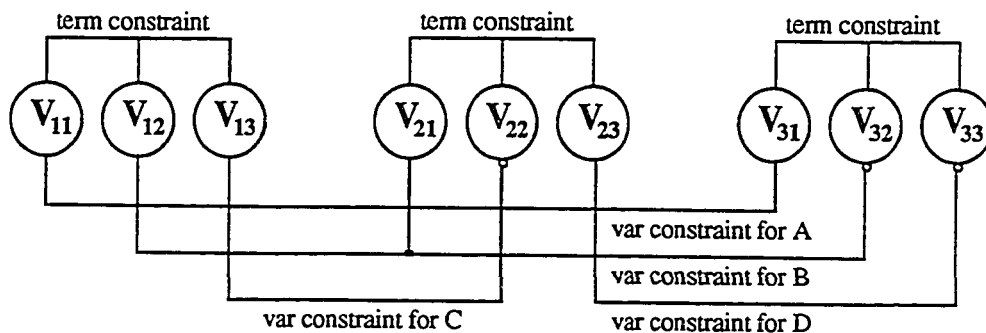 term constraint term constraint term constraint
V11 V12 V13 V21 V22 V23 V31 V32 V33
var constraint for A
var constraint for B
var constraint for C var constraint for D